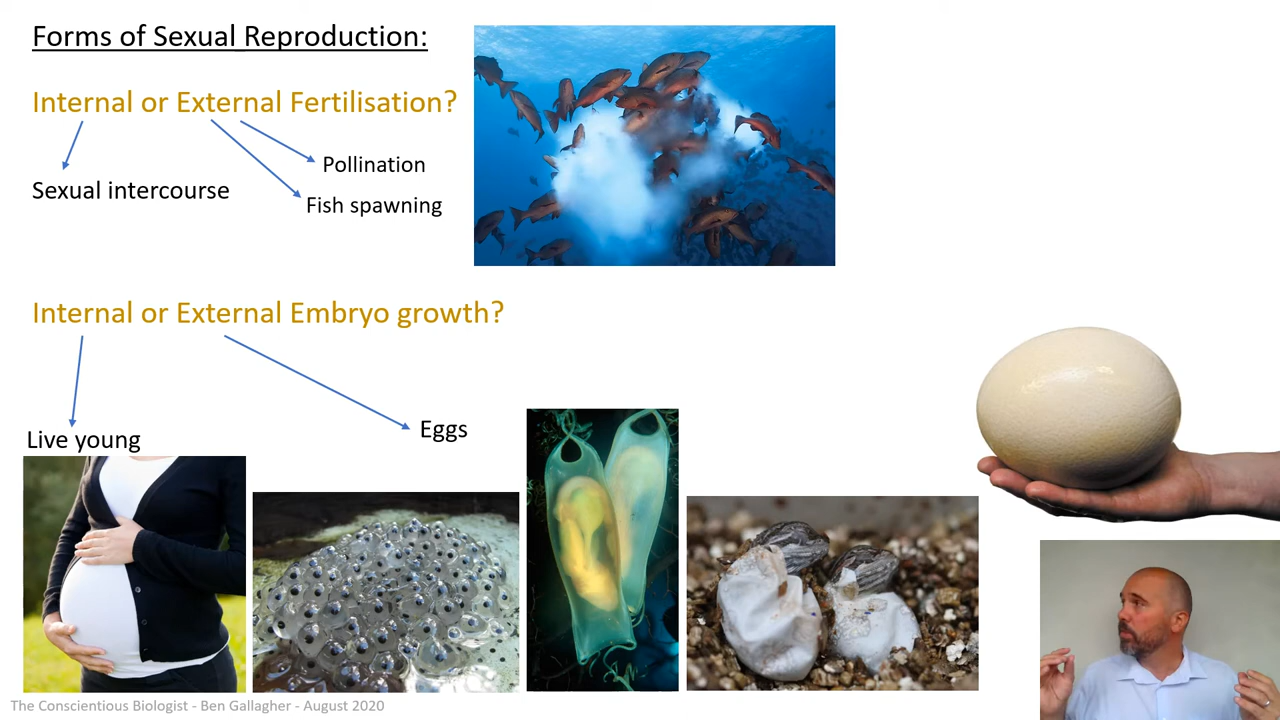 Forms of Sexual Reproduction:
Internal or External Fertilisation?
Pollination
Sexual intercourse
Fish spawning
Internal or External Embryo growth?
Eggs
Live young
The Conscientious Biologist - Ben Gallagher - August 2020